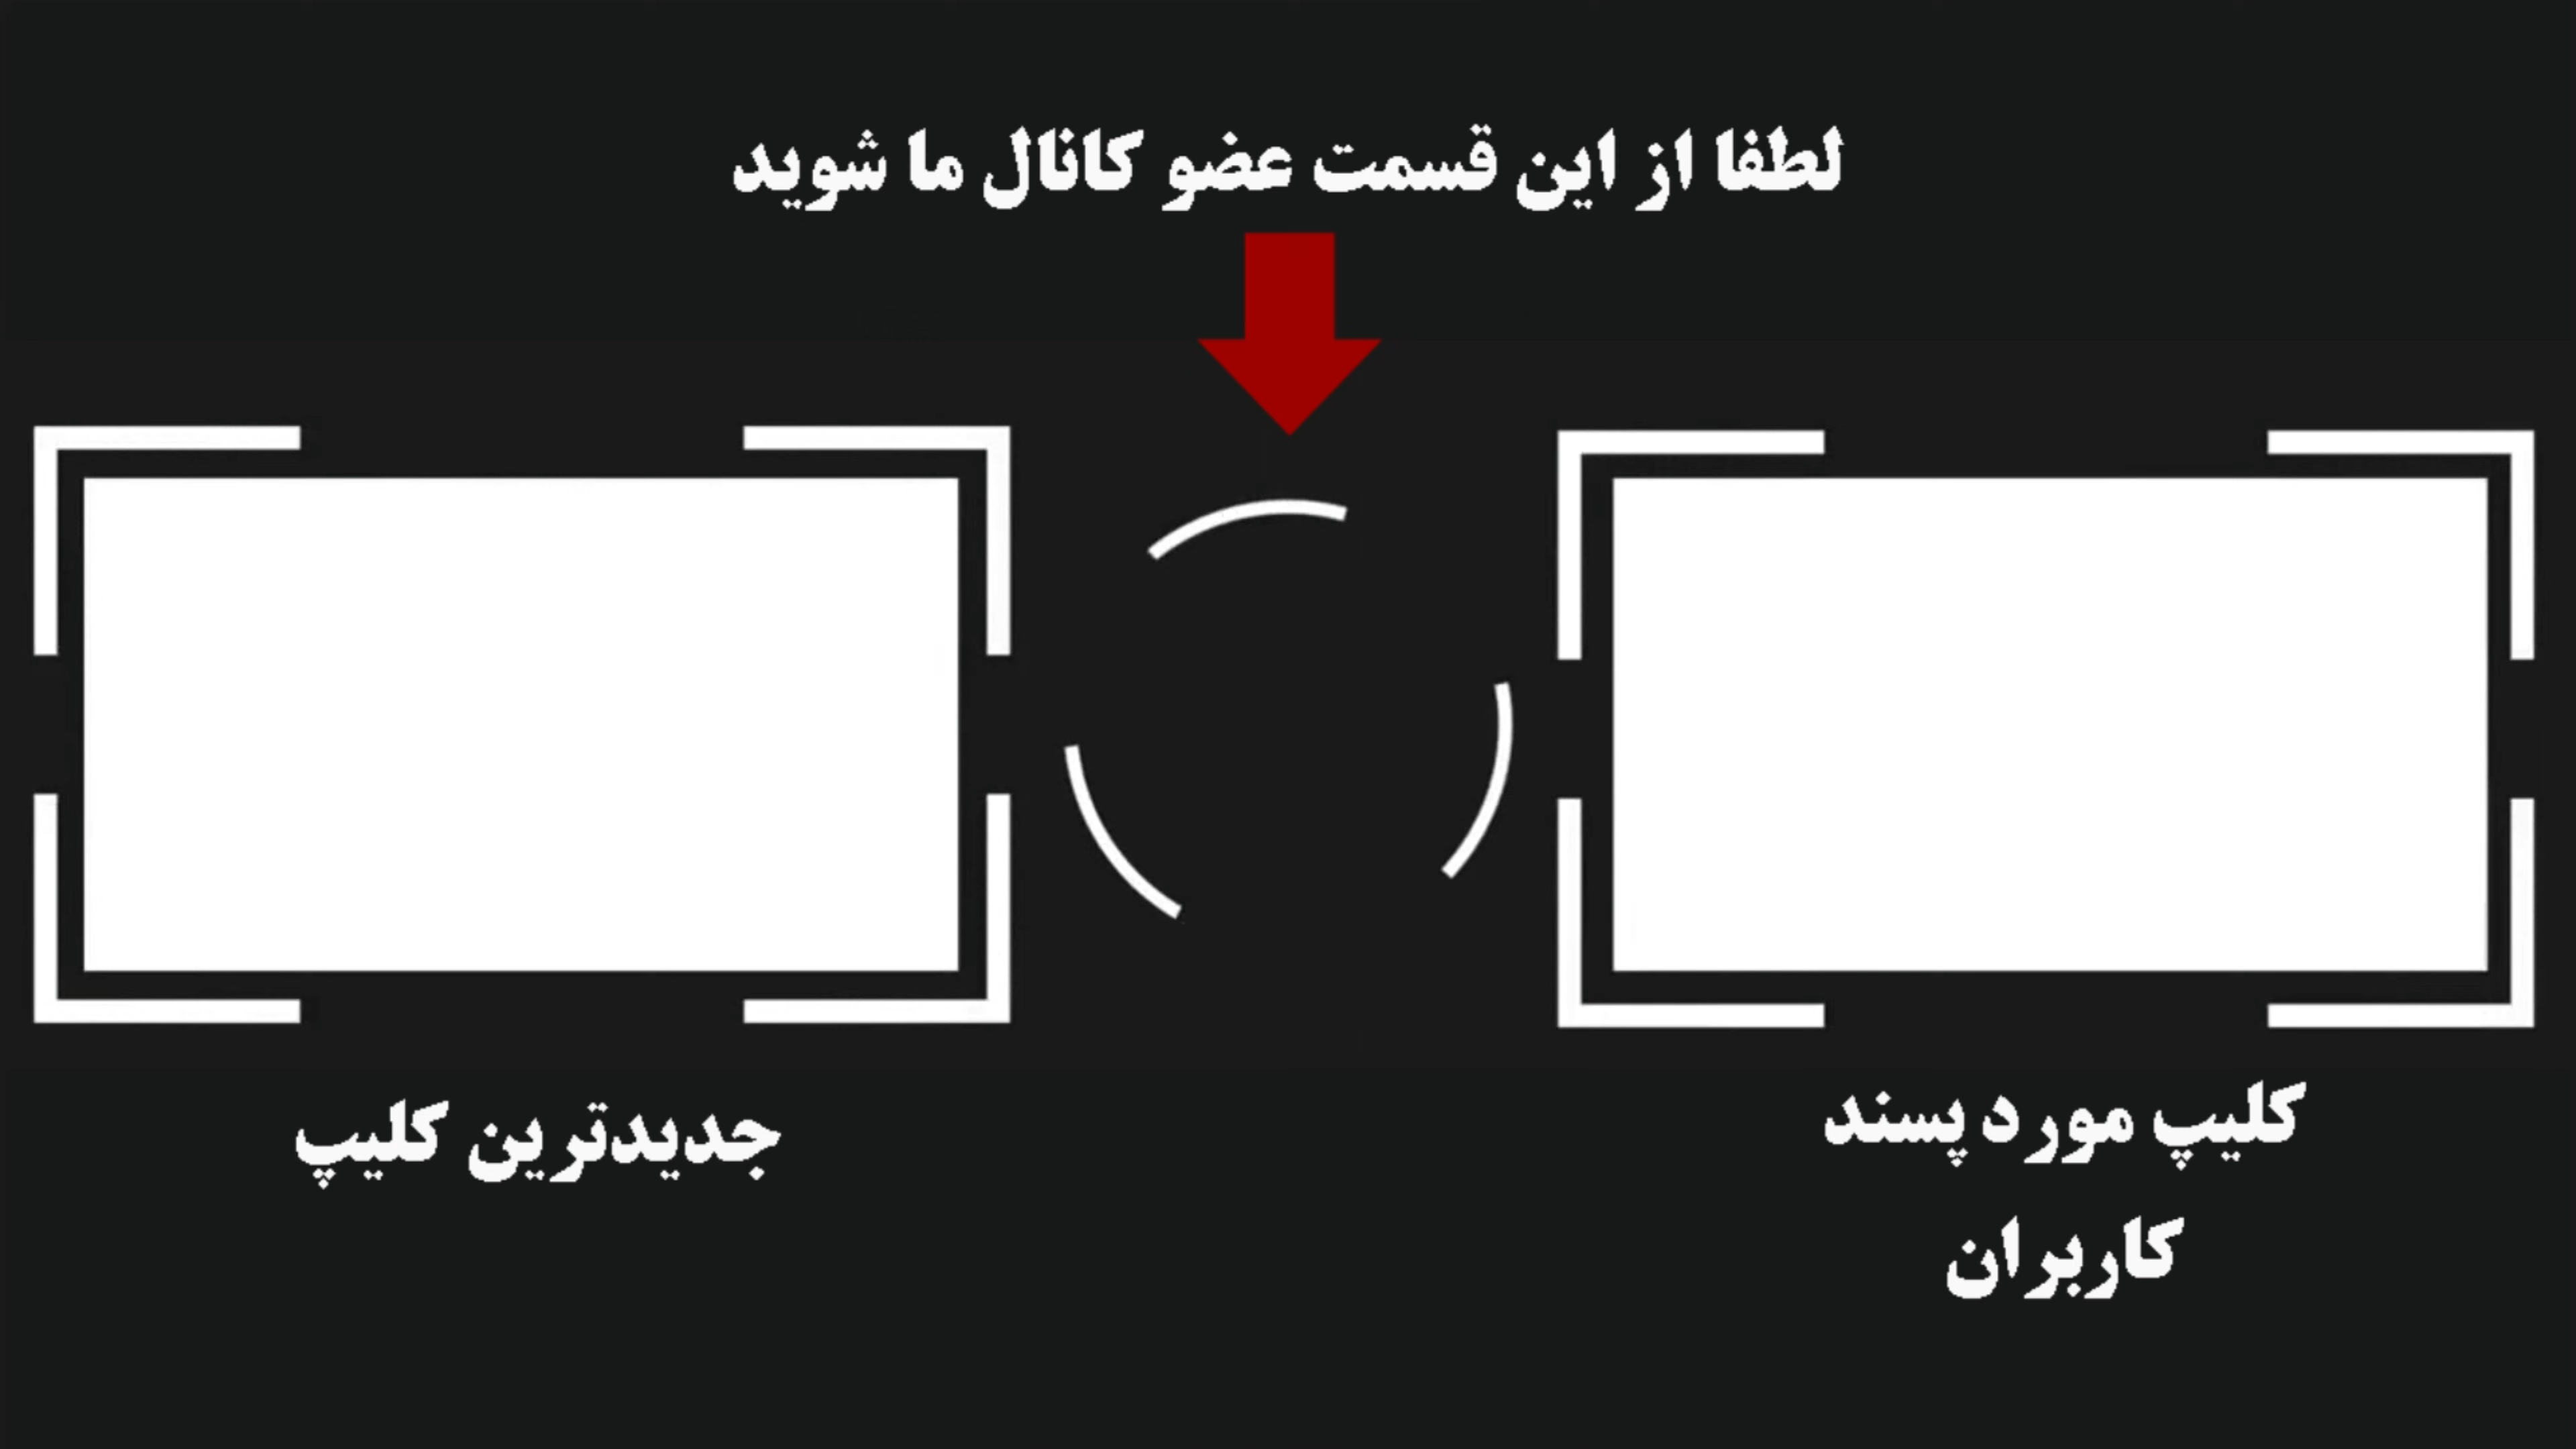 لطفا از این قسمت عضو کانال ما شوید
کلیپ مورد پسند
کاربران
جدیدترین کلیپ